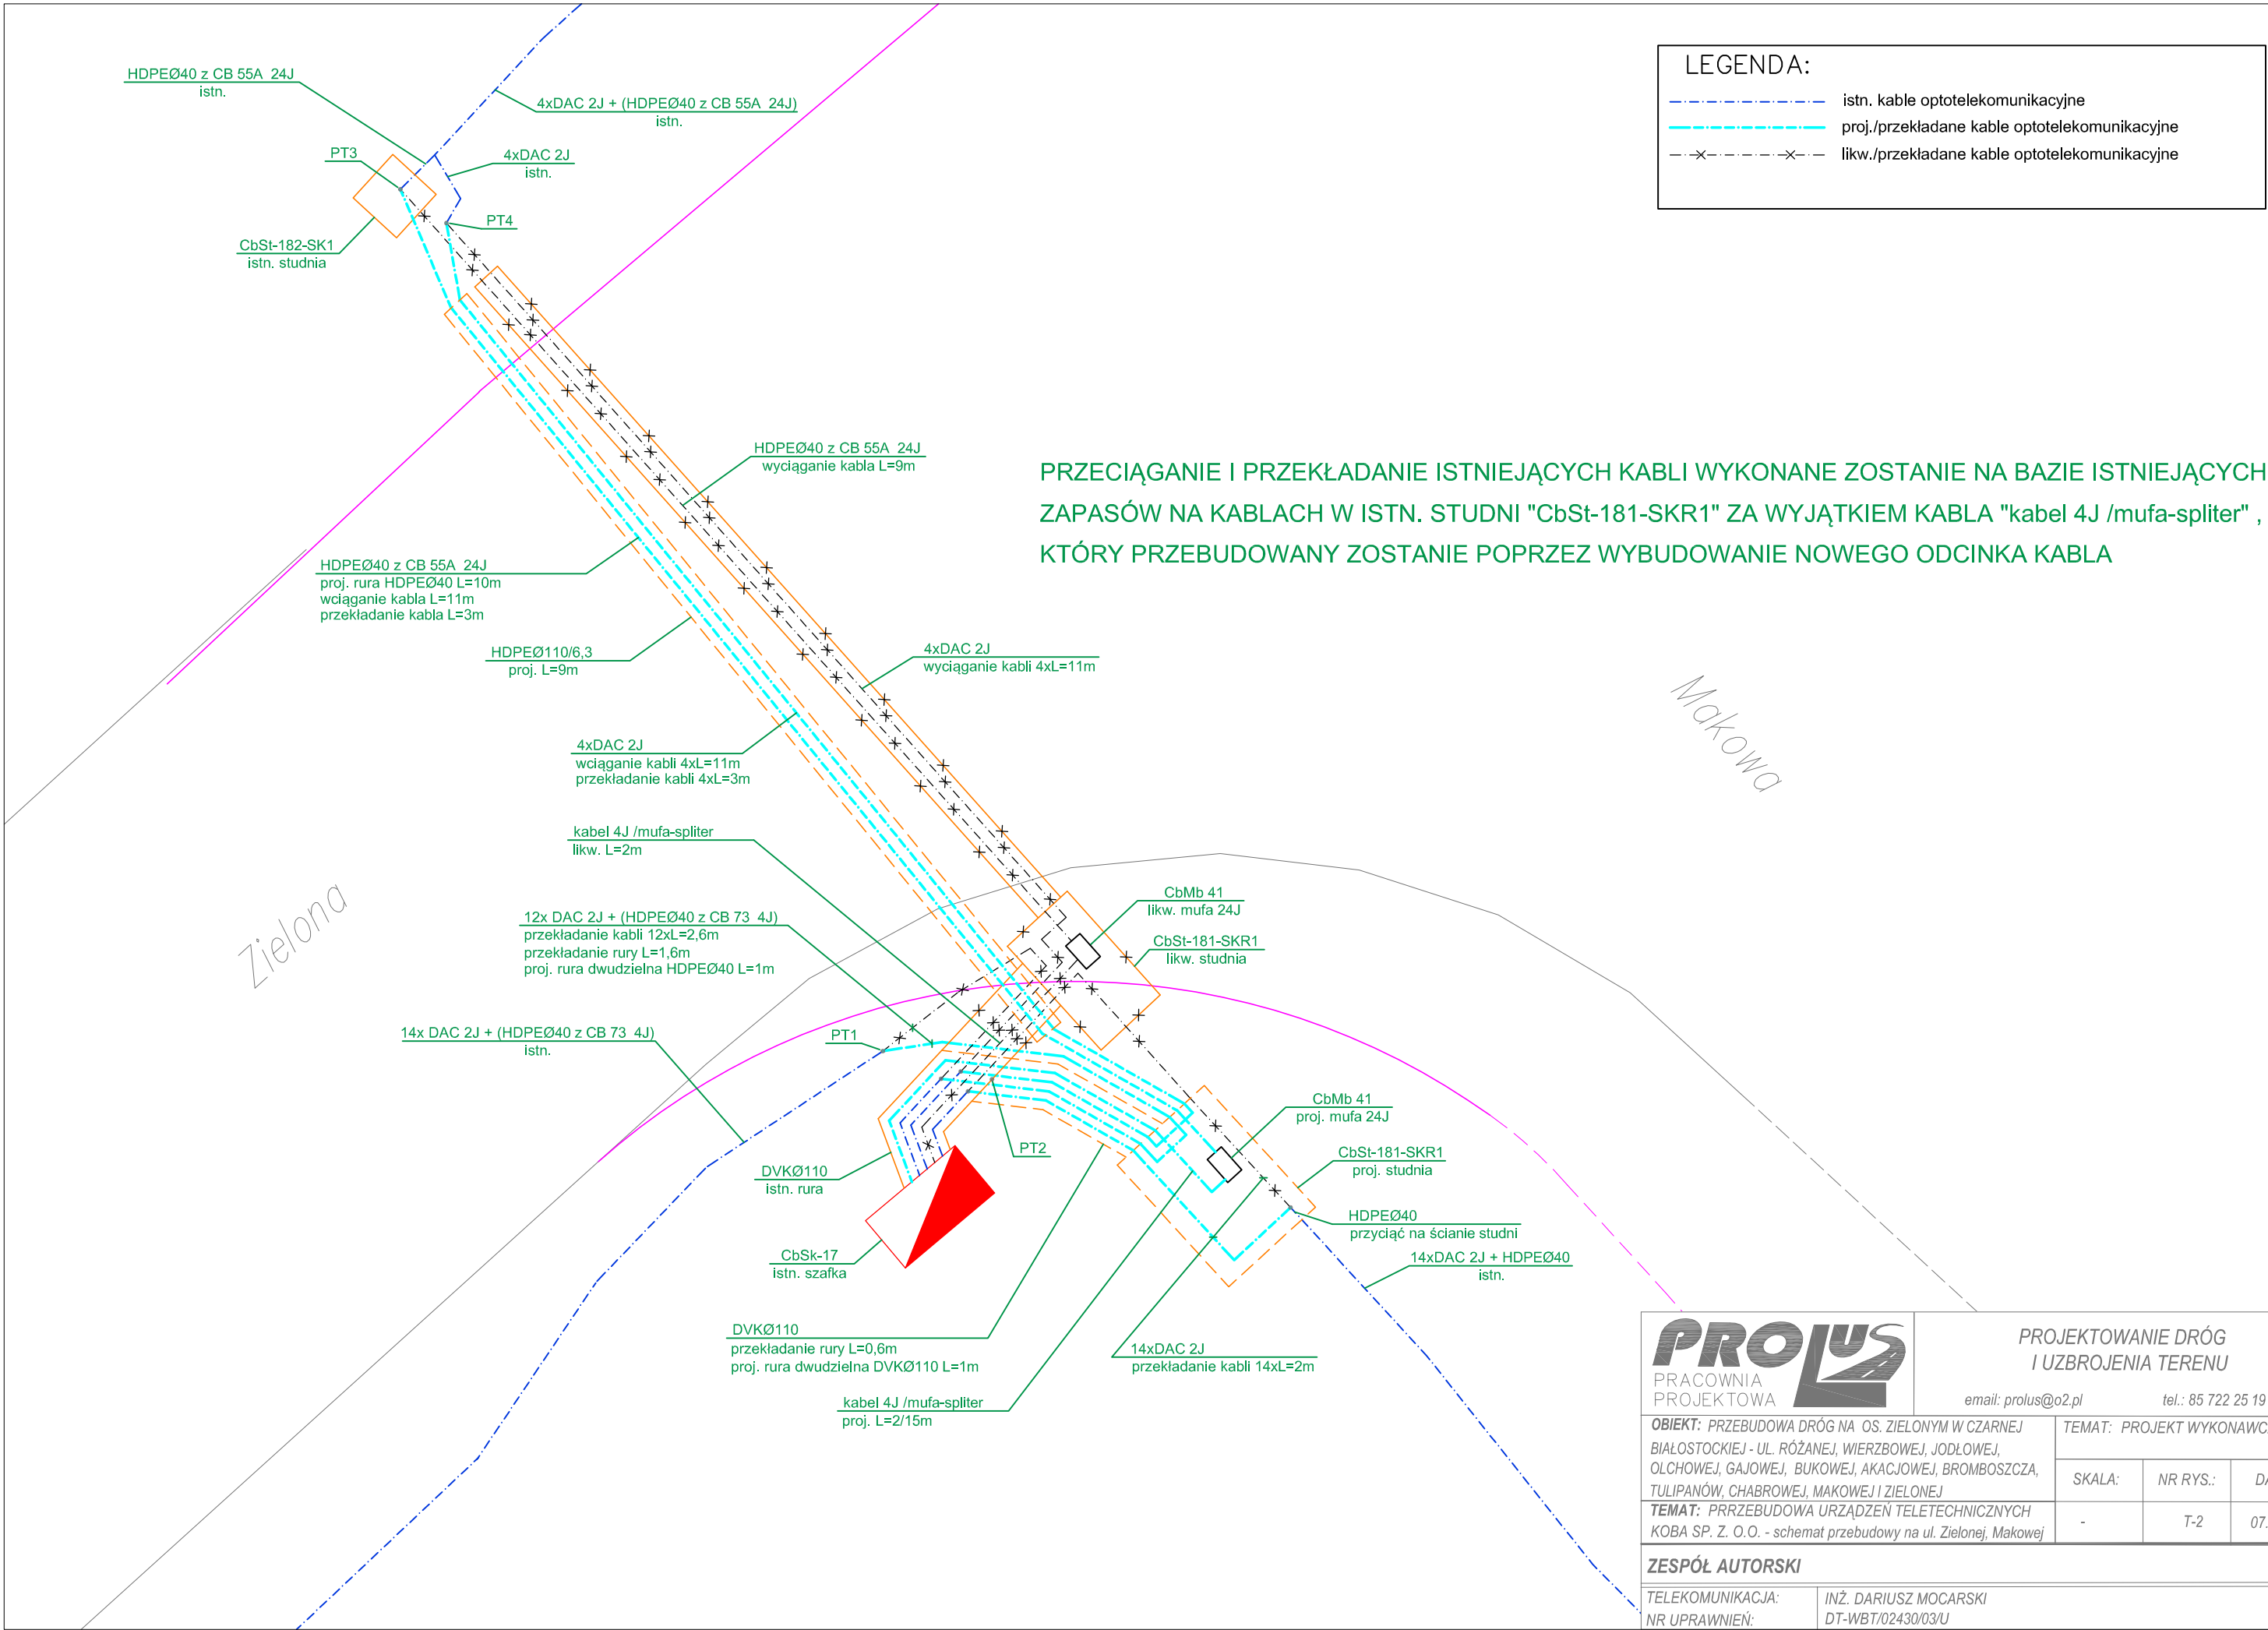 LEGENDA:
istn. kable optotelekomunikacyjne
proj./przekładane kable optotelekomunikacyjne
likw./przekładane kable optotelekomunikacyjne
HDPEØ40 z CB 55A 24J
istn.
4xDAC 2J + (HDPEØ40 z CB 55A 24J)
istn.
PT3
4xDAC 2J
istn.
PT4
CbSt-182-SK1
istn. studnia
HDPEØ40 z CB 55A 24J
wyciąganie kabla L=9m
PRZECIĄGANIE I PRZEKŁADANIE ISTNIEJĄCYCH KABLI WYKONANE ZOSTANIE NA BAZIE ISTNIEJĄCYCH
ZAPASÓW NA KABLACH W ISTN. STUDNI "CbSt-181-SKR1" ZA WYJĄTKIEM KABLA "kabel 4J /mufa-spliter" ,
KTÓRY PRZEBUDOWANY ZOSTANIE POPRZEZ WYBUDOWANIE NOWEGO ODCINKA KABLA
HDPEØ40 z CB 55A 24J
proj. rura HDPEØ40 L=10m
wciąganie kabla L=11m
przekładanie kabla L=3m
HDPEØ110/6,3
proj. L=9m
4xDAC 2J
wyciąganie kabli 4xL=11m
Makowa
4xDAC 2J
wciąganie kabli 4xL=11m
przekładanie kabli 4xL=3m
kabel 4J /mufa-spliter
likw. L=2m
Zielona
CbMb 41
likw. mufa 24J
12x DAC 2J + (HDPEØ40 z CB 73 4J)
przekładanie kabli 12xL=2,6m
przekładanie rury L=1,6m
proj. rura dwudzielna HDPEØ40 L=1m
CbSt-181-SKR1
likw. studnia
14x DAC 2J + (HDPEØ40 z CB 73 4J)
istn.
PT1
CbMb 41
proj. mufa 24J
PT2
CbSt-181-SKR1
proj. studnia
DVKØ110
istn. rura
HDPEØ40
przyciąć na ścianie studni
CbSk-17
istn. szafka
14xDAC 2J + HDPEØ40
istn.
DVKØ110
przekładanie rury L=0,6m
proj. rura dwudzielna DVKØ110 L=1m
14xDAC 2J
przekładanie kabli 14xL=2m
kabel 4J /mufa-spliter
proj. L=2/15m
PROLUS
PRACOWNIA
PROJEKTOWA
PROJEKTOWANIE DRÓG
I UZBROJENIA TERENU
email: prolus@o2.pl tel.: 85 722 25 19
OBIEKT: PRZEBUDOWA DRÓG NA OS. ZIELONYM W CZARNEJ
BIAŁOSTOCKIEJ - UL. RÓŻANEJ, WIERZBOWEJ, JODŁOWEJ,
OLCHOWEJ, GAJOWEJ, BUKOWEJ, AKACJOWEJ, BROMBOSZCZA,
TULIPANÓW, CHABROWEJ, MAKOWEJ I ZIELONEJ
TEMAT: PROJEKT WYKONAWC
SKALA: NR RYS.: DA
TEMAT: PRRZEBUDOWA URZĄDZEŃ TELETECHNICZNYCH
KOBA SP. Z. O.O. - schemat przebudowy na ul. Zielonej, Makowej
- T-2 07.
ZESPÓŁ AUTORSKI
TELEKOMUNIKACJA: INŻ. DARIUSZ MOCARSKI
NR UPRAWNIEŃ: DT-WBT/02430/03/U